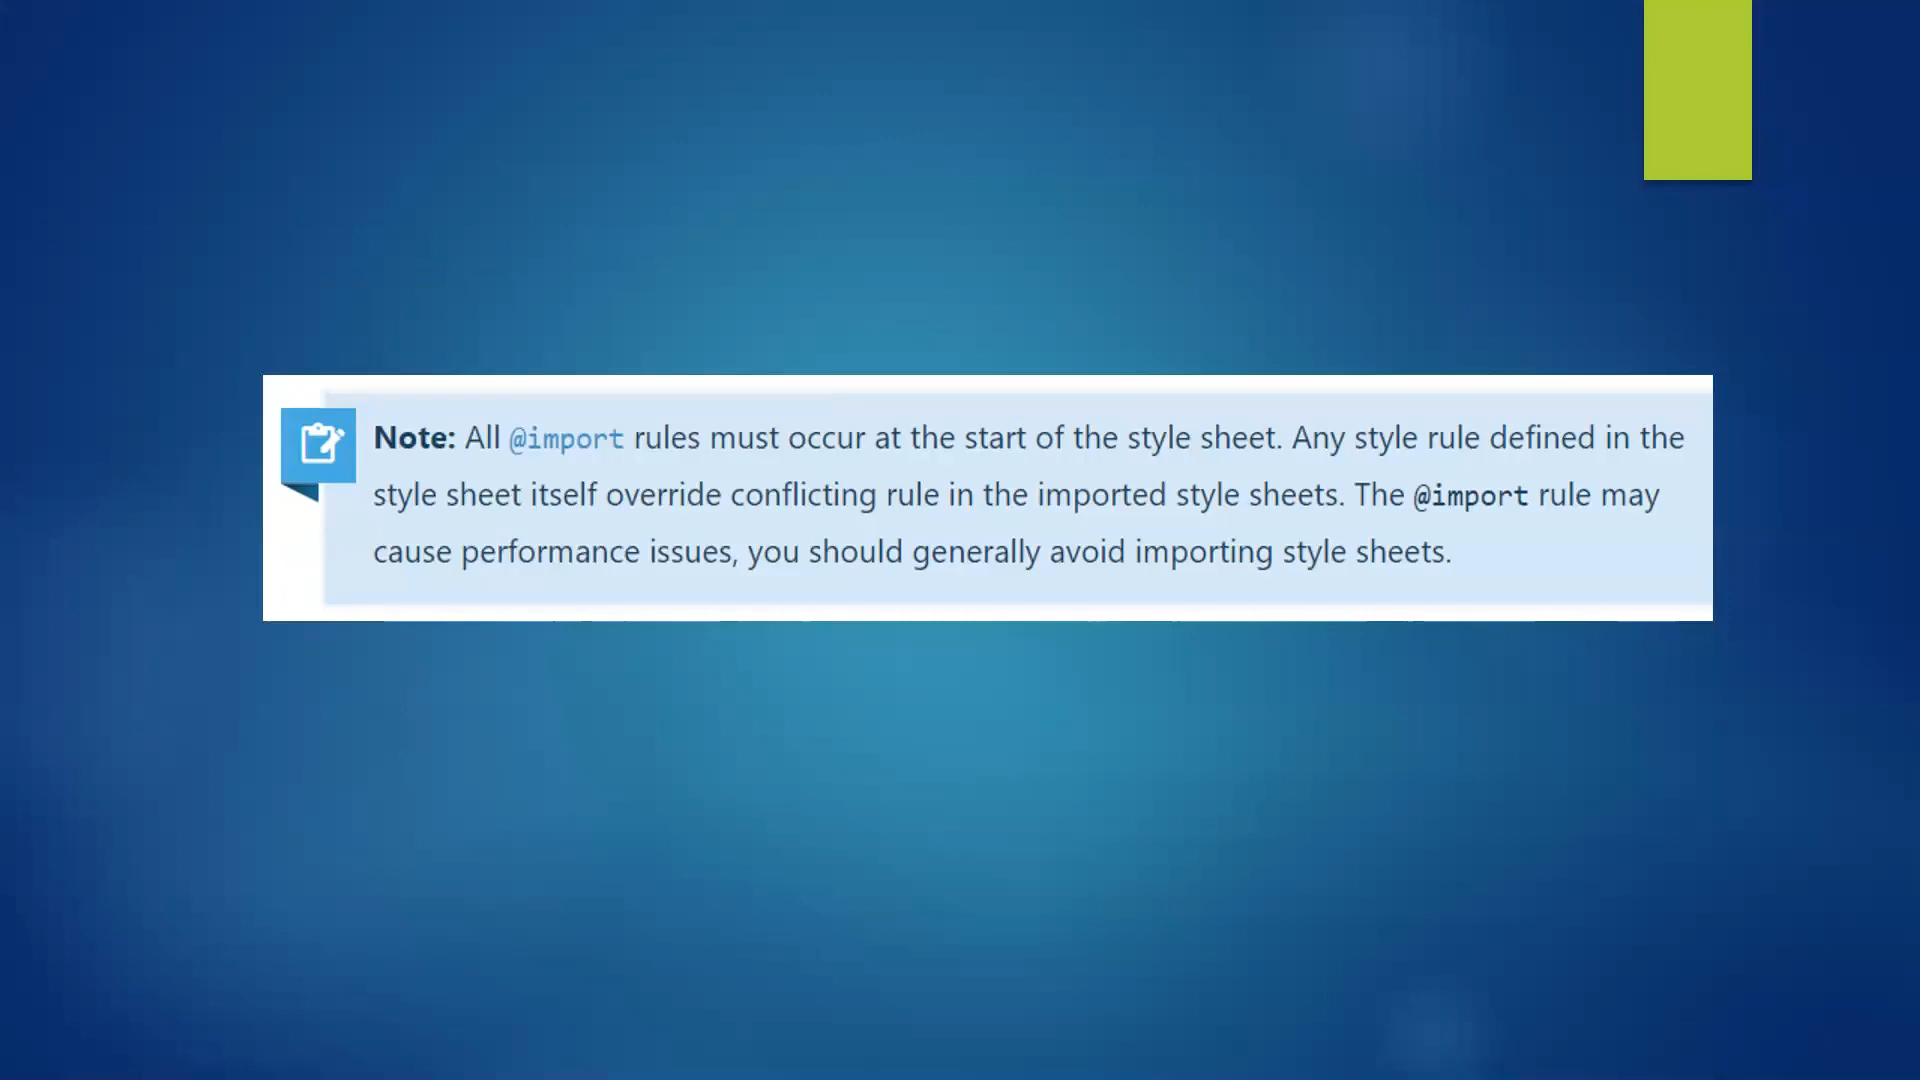 Note: All @import rules must occur at the start of the style sheet. Any style rule defined in the
style sheet itself override conflicting rule in the imported style sheets. The @import rule may
cause performance issues, you should generally avoid importing style sheets.